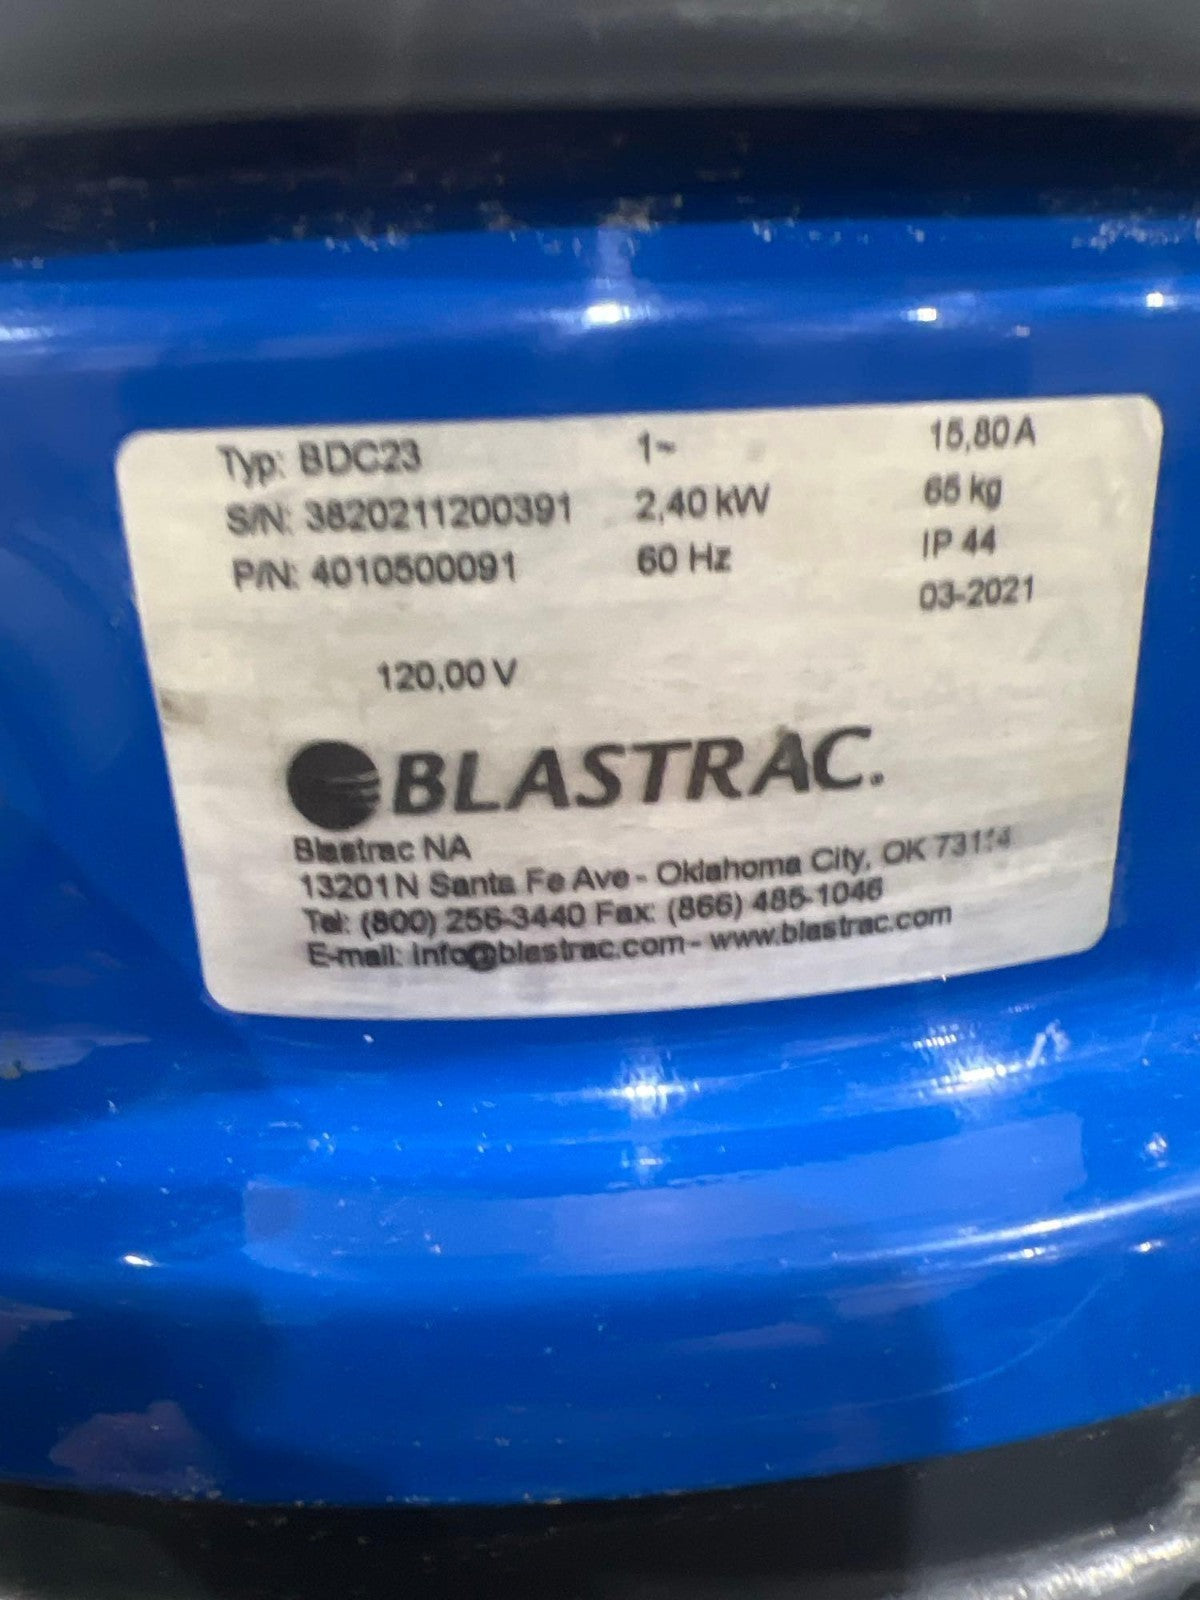 Typ: BDC23 1~ 15,80 A
S/N: 3820211200391 2,40 kW 65 kg
P/N: 4010500091 60 Hz IP 44
03-2021
120,00 V
BLASTRAC.
Blastrac NA
13201 N Santa Fe Ave - Oklahoma City, OK
Tel: (800) 256-3440 Fax: (866) 485-1046
E-mail: info@blastrac.com - www.blastrac.com